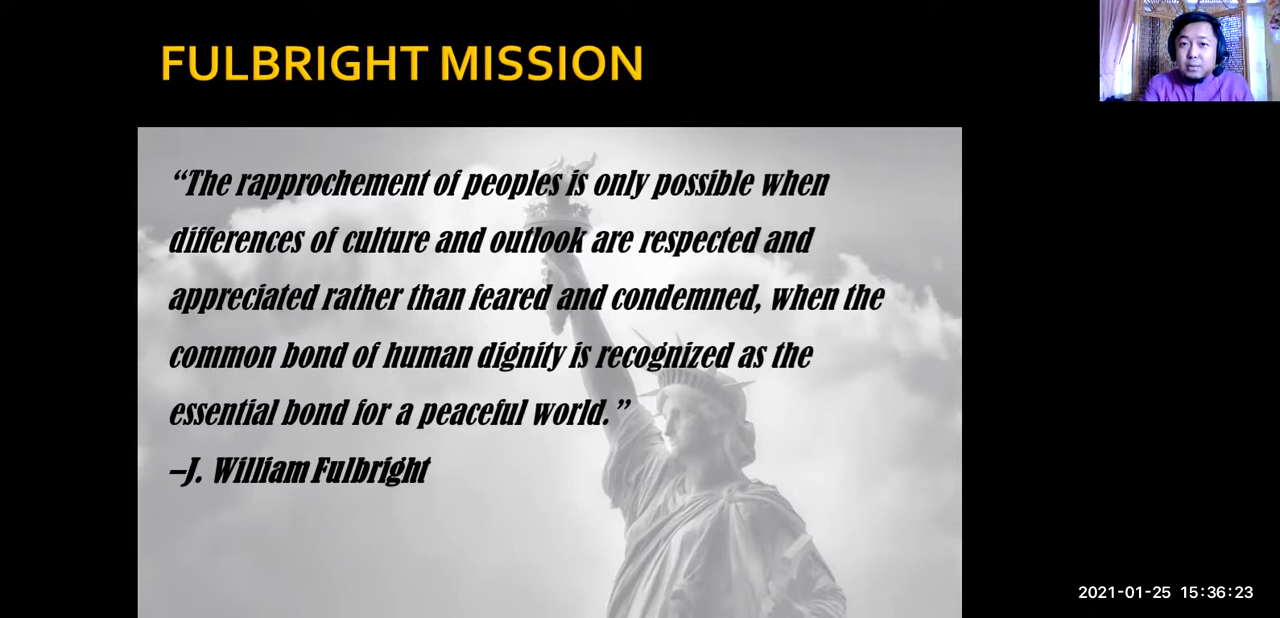 FULBRIGHT MISSION
“The rapprochement of peoples is only possible when
differences of culture and outlook are respected and
appreciated rather than feared and condemned, when the
common bond of human dignity is recognized as the
essential bond for a peaceful world.”
–J. William Fulbright
2021-01-25 15:36:23